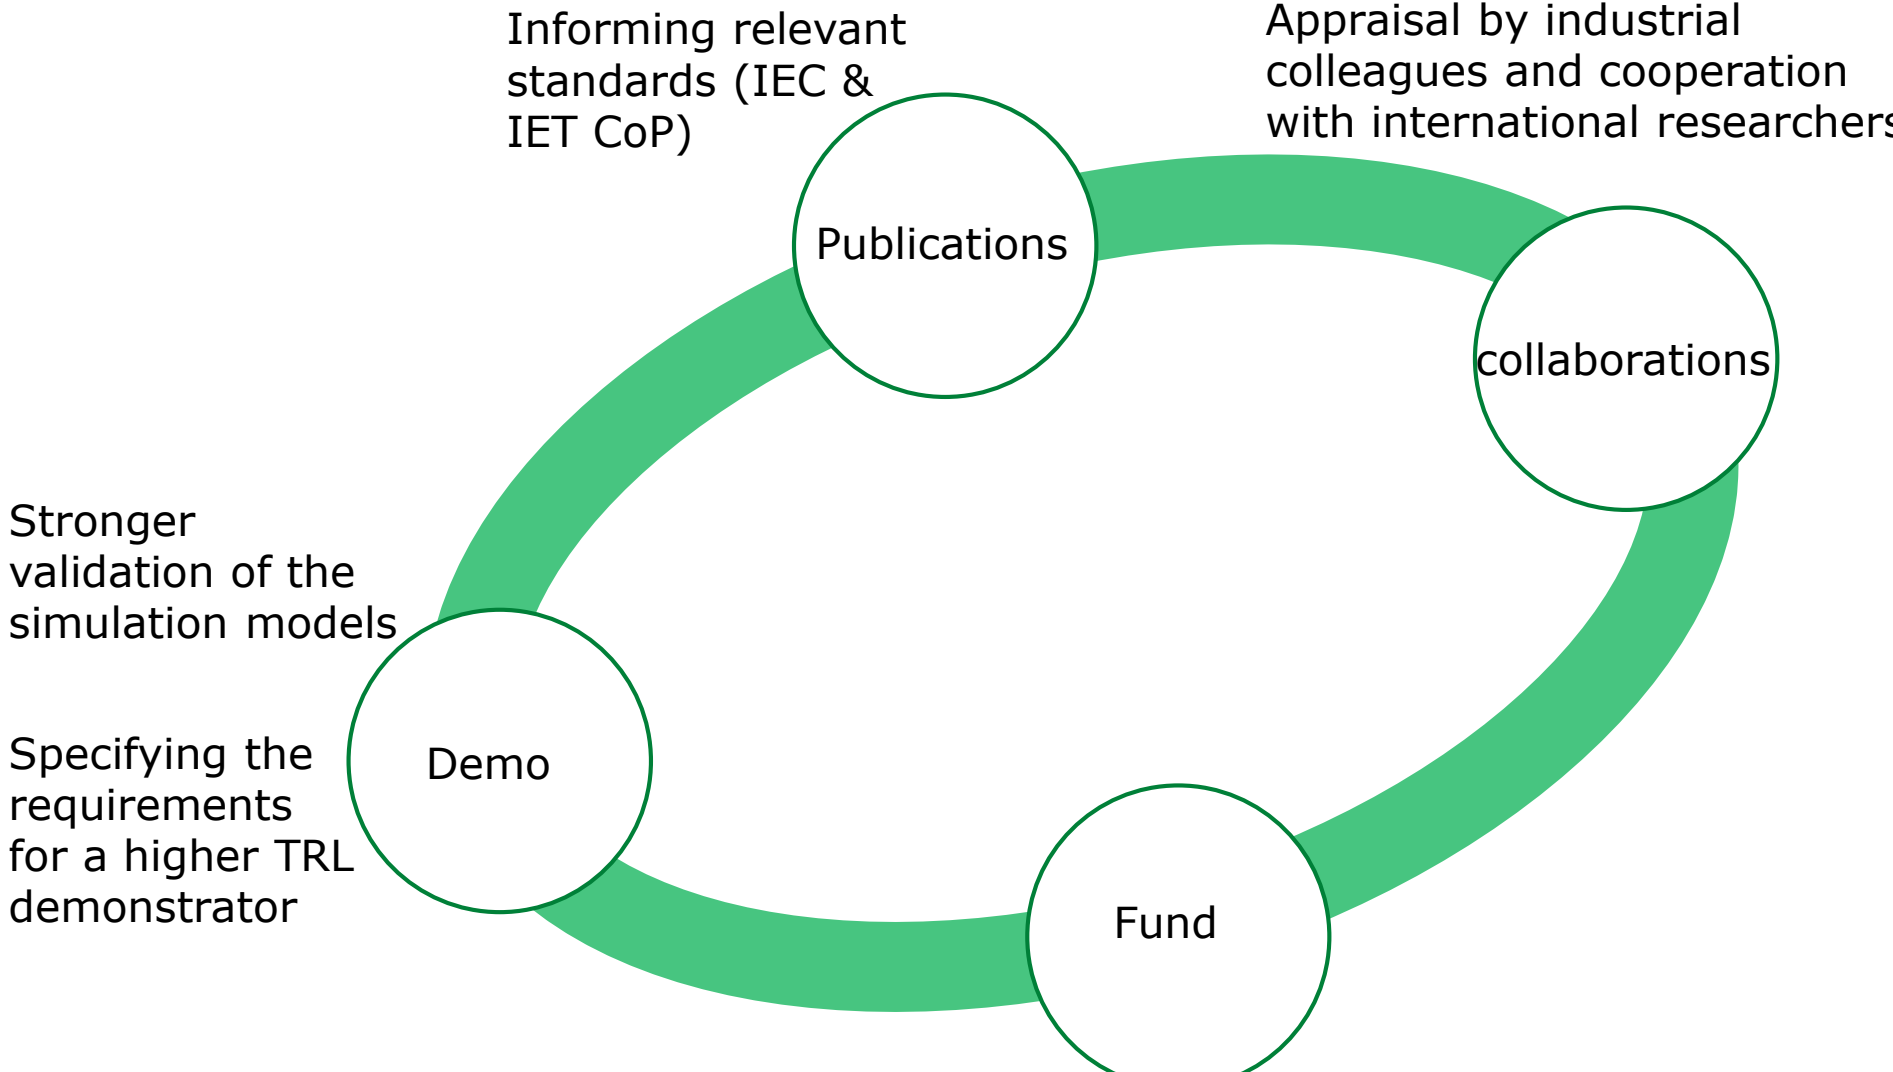 Informing relevant
standards (IEC &
IET CoP)
Appraisal by industrial
colleagues and cooperation
with international researchers
Publications
collaborations
Stronger
validation of the
simulation models
Specifying the
requirements
for a higher TRL
demonstrator
Demo
Fund